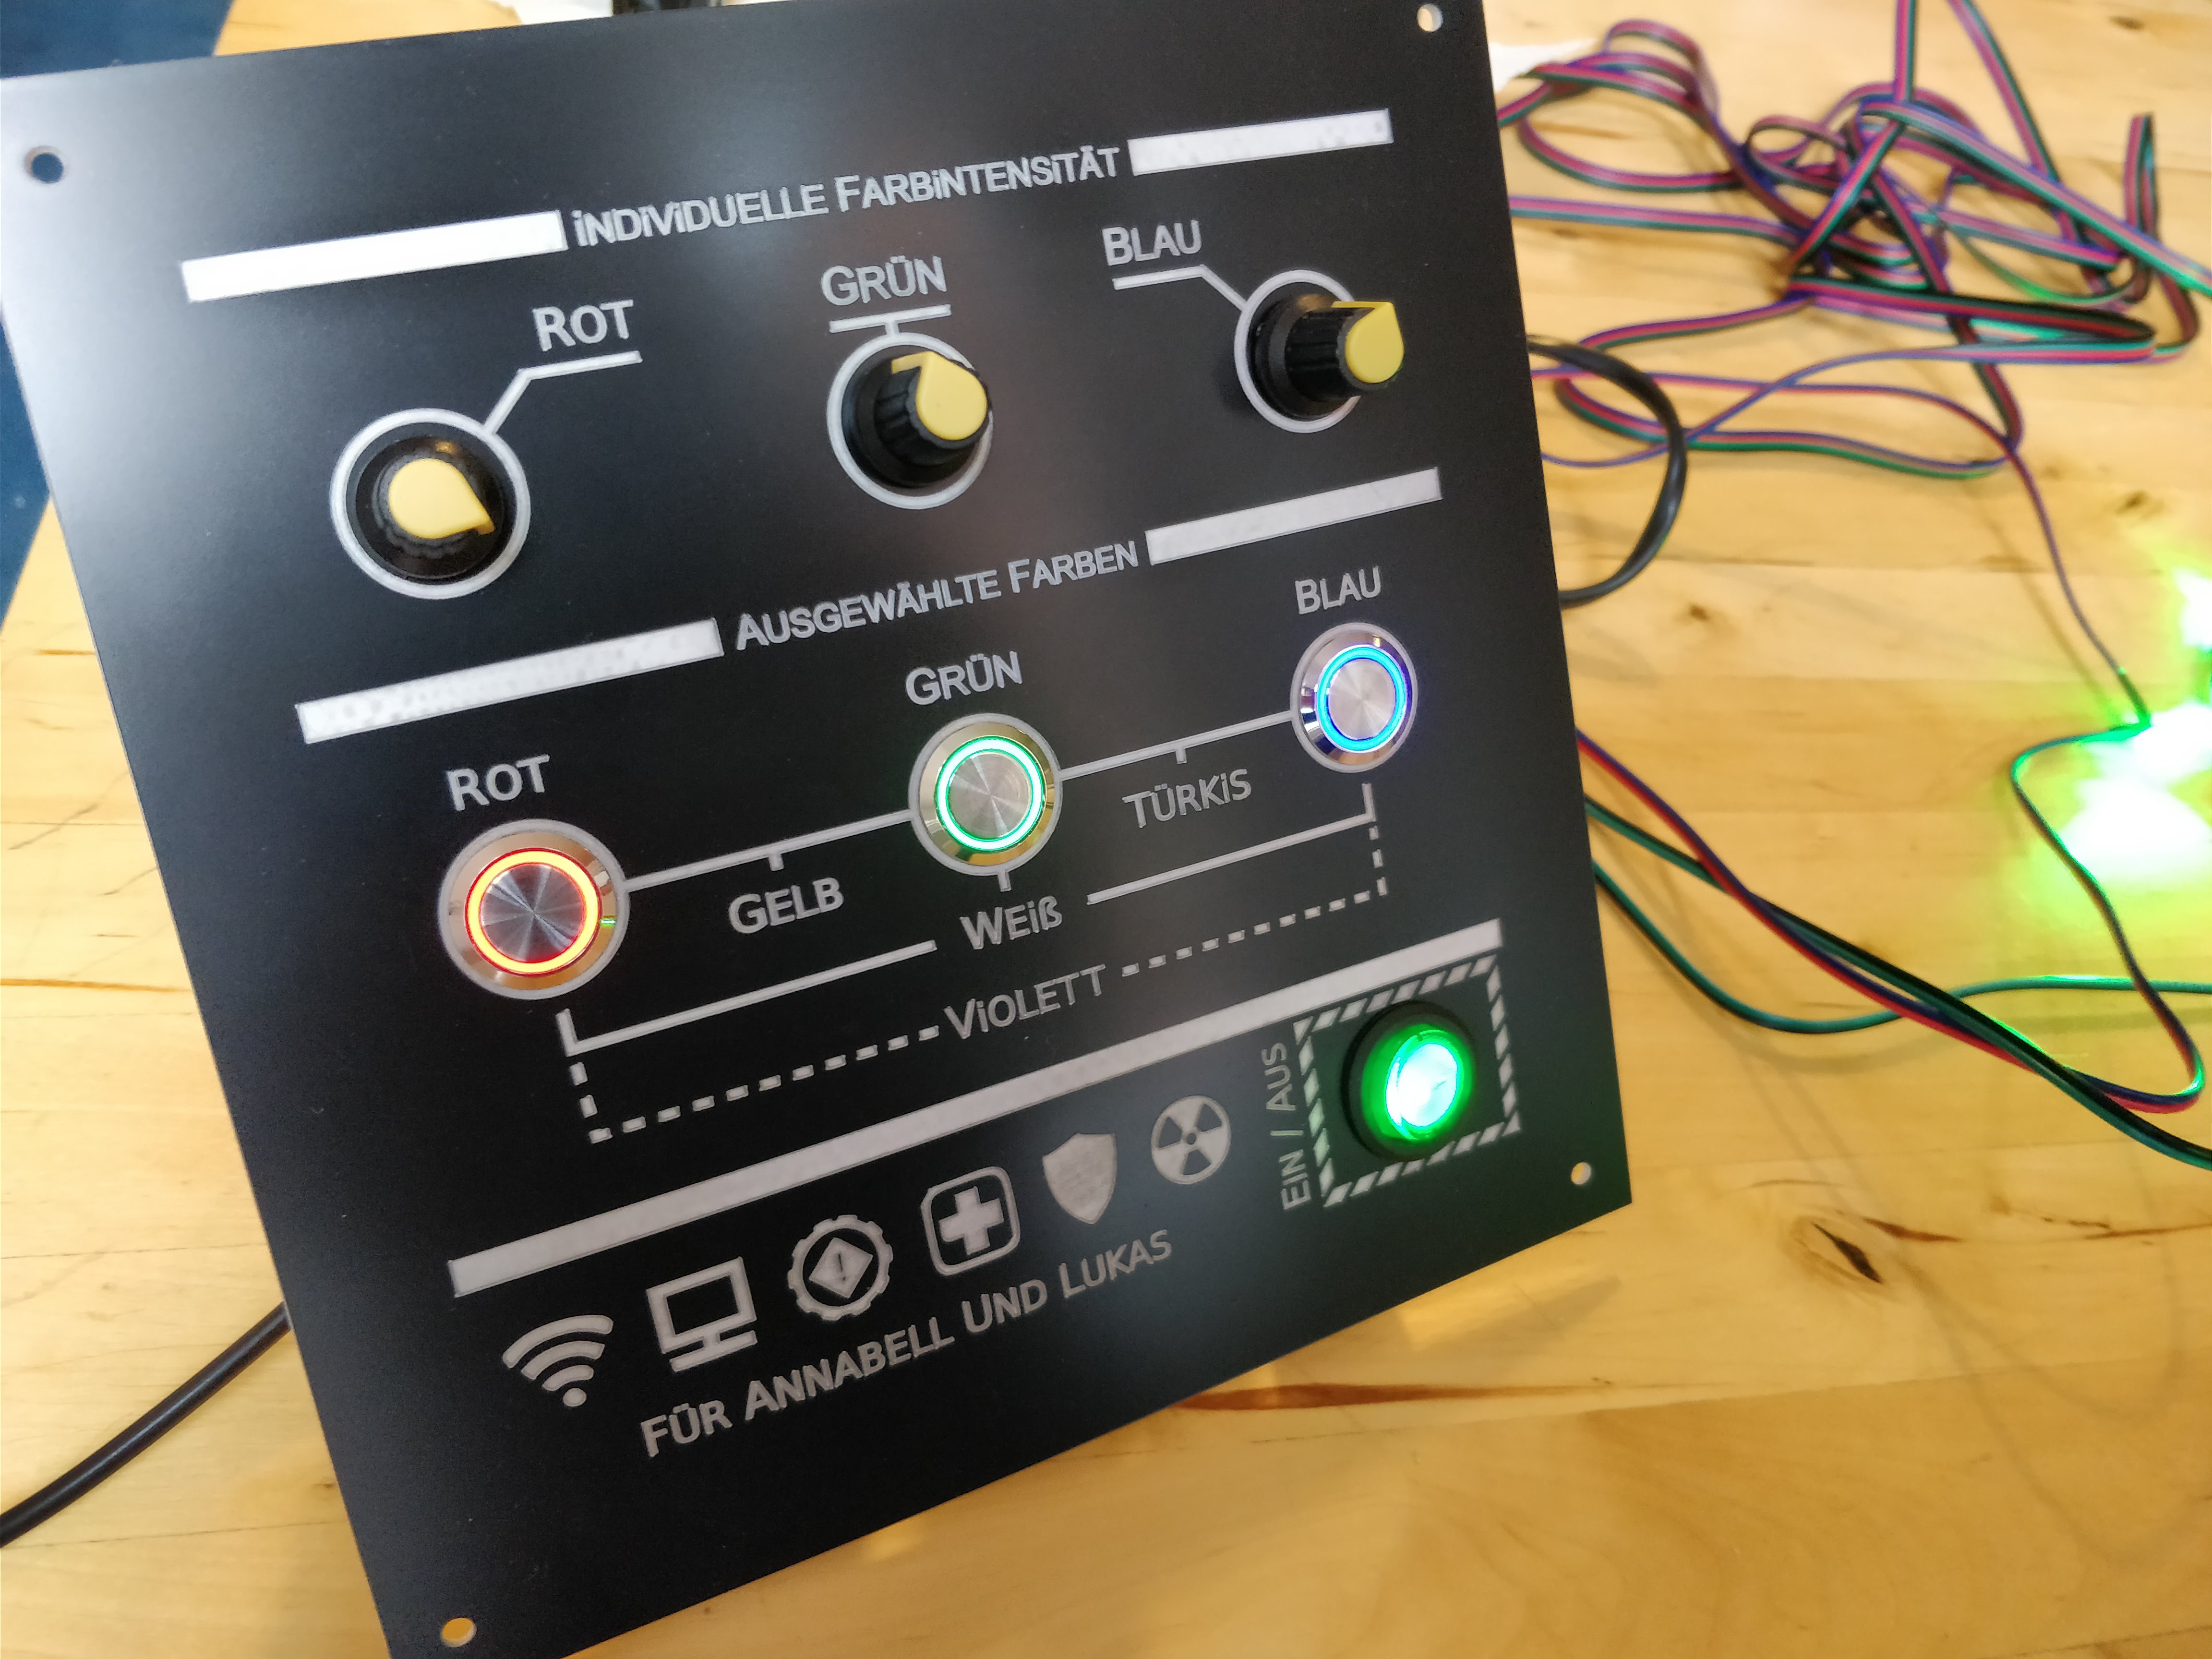 iNDiViDUELLE FARBiNTENSiTÄT
ROT
GRÜN
BLAU
AUSGEWÄHLTE FARBEN
ROT
GRÜN
BLAU
GELB
TÜRKiS
WEiß
ViOLETT
EIN / AUS
FÜR ANNABELL UND LUKAS